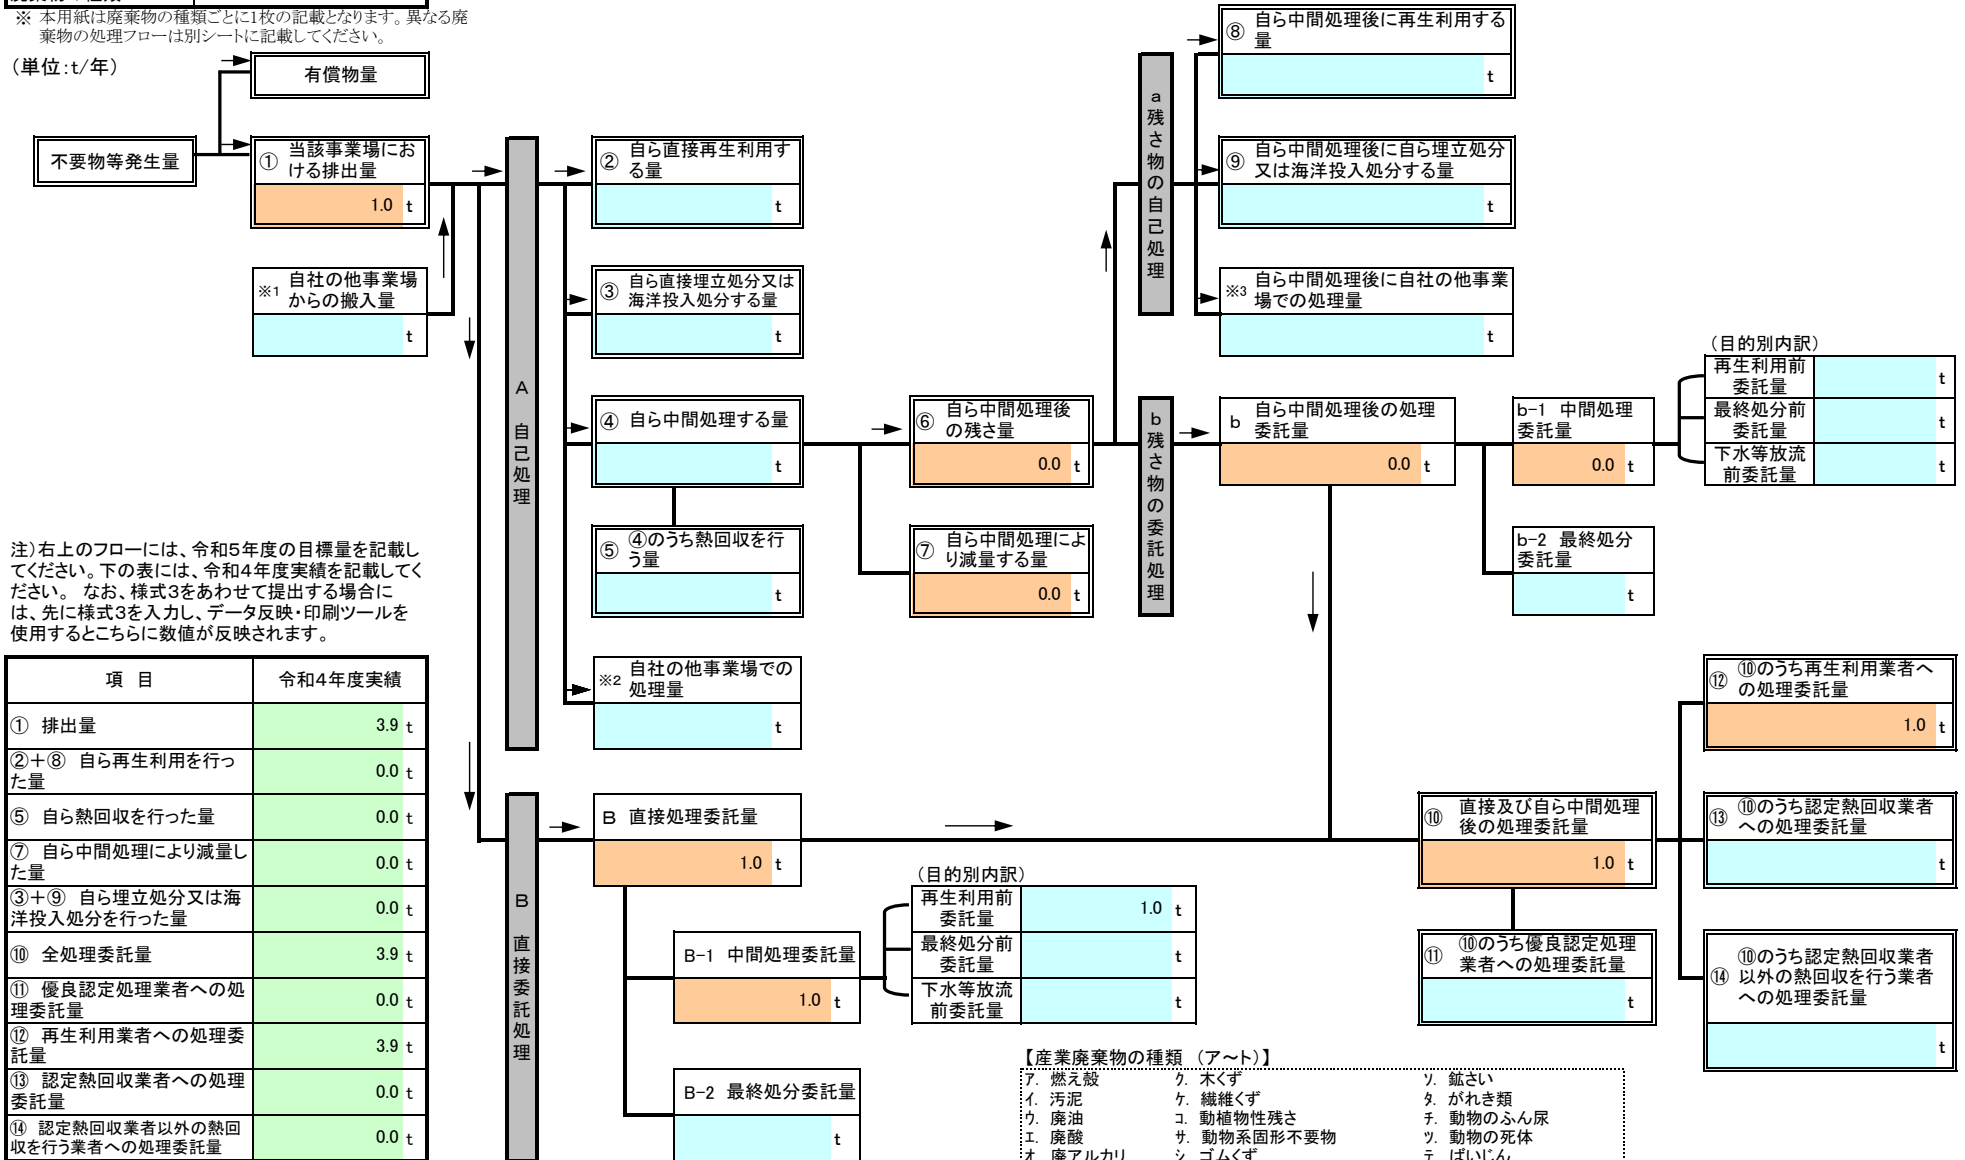 ※ 本用紙は廃棄物の種類ごとに1枚の記載となります。異なる廃
棄物の処理フローは別シートに記載してください。
（単位:t/年）
有償物量
不要物等発生量
① 当該事業場にお
ける排出量
1.0 t
※1 自社の他事業場
からの搬入量
t
A 自己処理
② 自ら直接再生利用す
る量
t
③ 自ら直接埋立処分又は
海洋投入処分する量
t
④ 自ら中間処理する量
t
⑤ ④のうち熱回収を行
う量
t
※2 自社の他事業場での
処理量
t
⑥ 自ら中間処理後
の残さ量
0.0 t
⑦ 自ら中間処理によ
り減量する量
0.0 t
a 残さ物の自己処理
⑧ 自ら中間処理後に再生利用する
量
t
⑨ 自ら中間処理後に自ら埋立処分
又は海洋投入処分する量
t
※3 自ら中間処理後に自社の他事業
場での処理量
t
b 残さ物の委託処理
b 自ら中間処理後の処理
委託量
0.0 t
b-1 中間処理
委託量
0.0 t
（目的別内訳）
再生利用前
委託量
t
最終処分前
委託量
t
下水等放流
前委託量
t
b-2 最終処分
委託量
t
注）右上のフローには、令和5年度の目標量を記載し
てください。下の表には、令和4年度実績を記載してく
ださい。 なお、様式3をあわせて提出する場合に
は、先に様式3を入力し、データ反映・印刷ツールを
使用するとこちらに数値が反映されます。
項 目 令和4年度実績
① 排出量 3.9 t
②＋⑧ 自ら再生利用を行っ
た量 0.0 t
⑤ 自ら熱回収を行った量 0.0 t
⑦ 自ら中間処理により減量し
た量 0.0 t
③＋⑨ 自ら埋立処分又は海
洋投入処分を行った量 0.0 t
⑩ 全処理委託量 3.9 t
⑪ 優良認定処理業者への処
理委託量 0.0 t
⑫ 再生利用業者への処理委
託量 3.9 t
⑬ 認定熱回収業者への処理
委託量 0.0 t
⑭ 認定熱回収業者以外の熱回
収を行う業者への処理委託量 0.0 t
B 直接委託処理
B 直接処理委託量
1.0 t
B-1 中間処理委託量
1.0 t
（目的別内訳）
再生利用前
委託量
1.0 t
最終処分前
委託量
t
下水等放流
前委託量
t
B-2 最終処分委託量
t
⑩ 直接及び自ら中間処理
後の処理委託量
1.0 t
⑪ ⑩のうち優良認定処理
業者への処理委託量
t
⑫ ⑩のうち再生利用業者へ
の処理委託量
1.0 t
⑬ ⑩のうち認定熱回収業者
への処理委託量
t
⑭ ⑩のうち認定熱回収業者
以外の熱回収を行う業者
への処理委託量
t
【産業廃棄物の種類 （ア～ト）】
ア. 燃え殻 ク. 木くず ソ. 鉱さい
イ. 汚泥 ケ. 繊維くず タ. がれき類
ウ. 廃油 コ. 動植物性残さ チ. 動物のふん尿
エ. 廃酸 サ. 動物系固形不要物 ツ. 動物の死体
オ. 廃アルカリ シ. ゴムくず テ. ばいじん